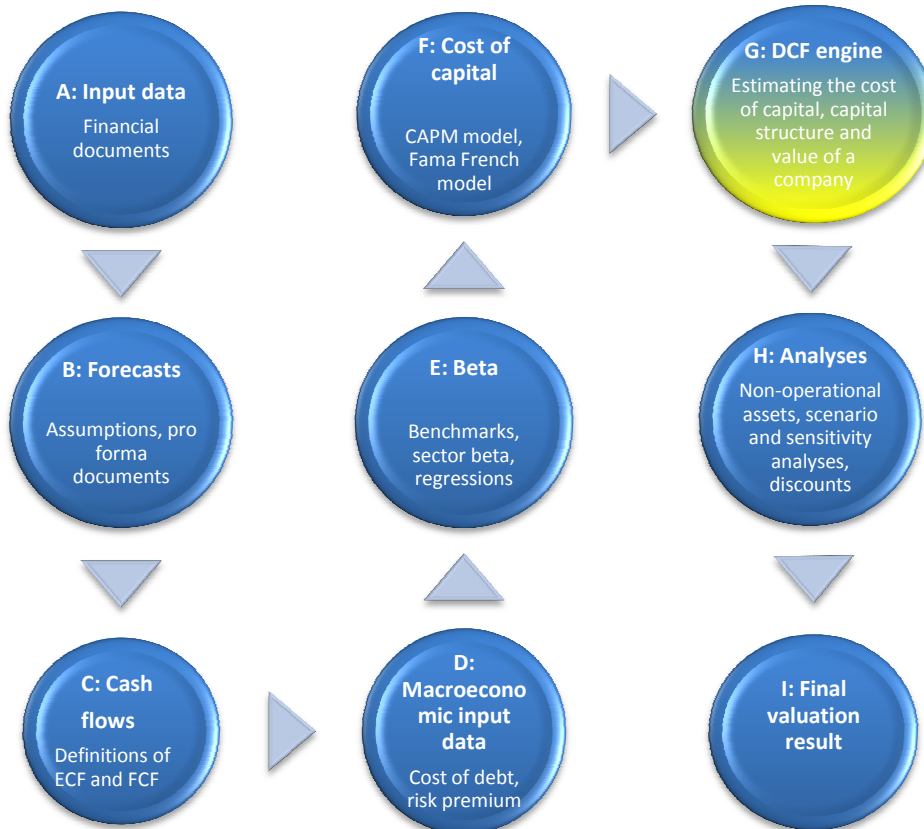 A: Input data
Financial
documents
B: Forecasts
Assumptions, pro
forma
documents
C: Cash
flows
Definitions of
ECF and FCF
D:
Macroecono
mic input
data
Cost of debt,
risk premium
E: Beta
Benchmarks,
sector beta,
regressions
F: Cost of
capital
CAPM model,
Fama French
model
G: DCF engine
Estimating the
cost of
capital, capital
structure and
value of a
company
H: Analyses
Non-operational
assets, scenario
and
sensitivity
analyses,
discounts
I: Final
valuation
result